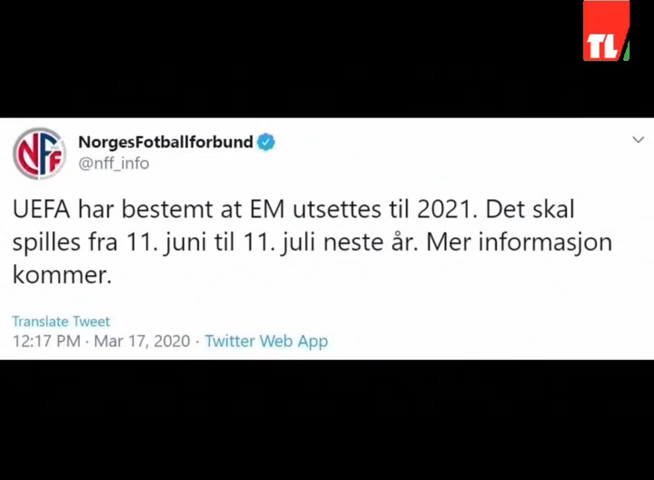 TL
NFF
NorgesFotballforbund
@nff_info
UEFA har bestemt at EM utsettes til 2021. Det skal
spilles fra 11. juni til 11. juli neste år. Mer informasjon
kommer.
Translate Tweet
12:17 PM · Mar 17, 2020 · Twitter Web App